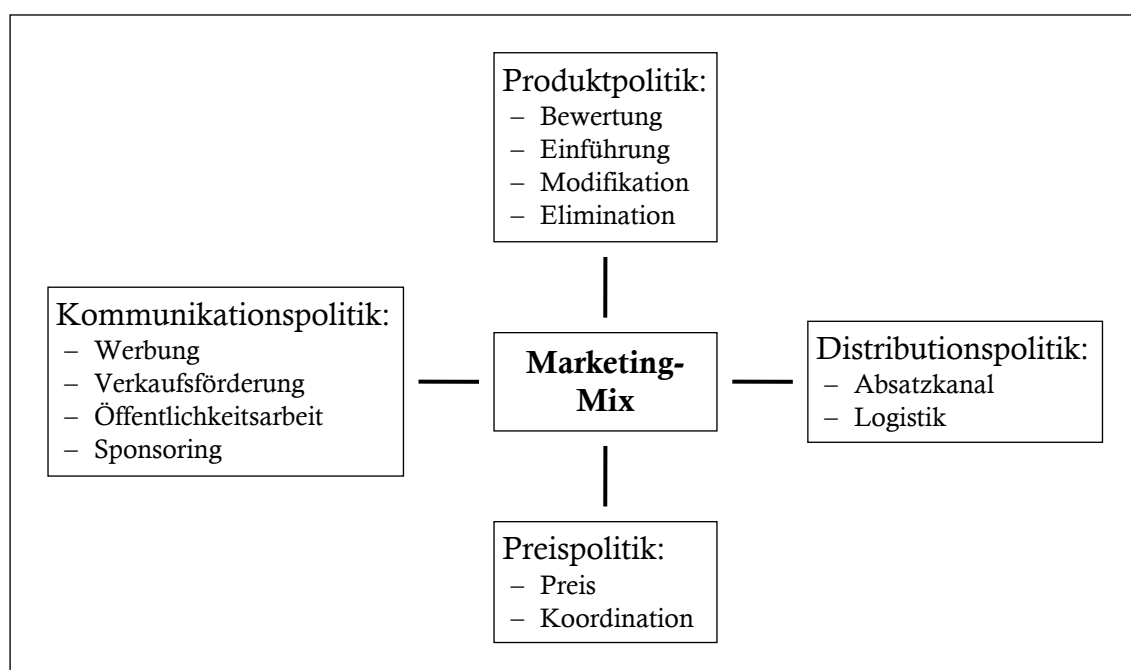 Produktpolitik:
– Bewertung
– Einführung
– Modifikation
– Elimination
Kommunikationspolitik:
– Werbung
– Verkaufsförderung
– Öffentlichkeitsarbeit
– Sponsoring
Marketing-
Mix
Distributionspolitik:
– Absatzkanal
– Logistik
Preispolitik:
– Preis
– Koordination